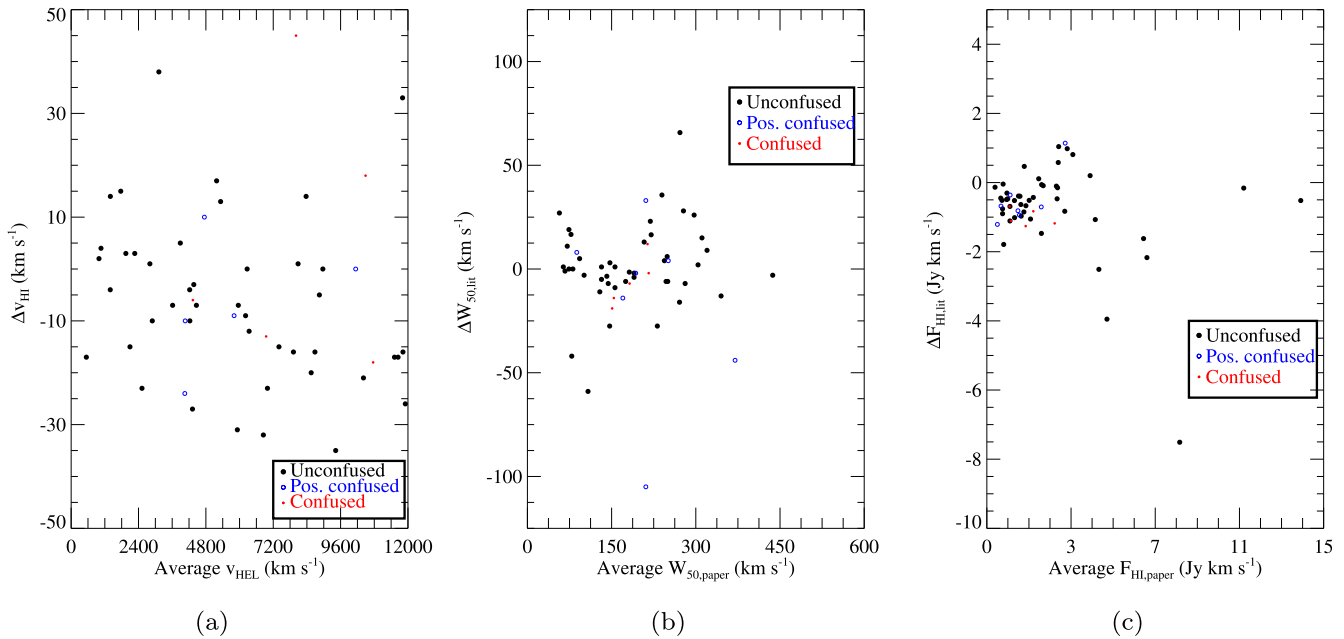 50
30
10
-10
-30
-50
Δv_HI (km s⁻¹)
0 2400 4800 7200 9600 12000
Average v_HEL (km s⁻¹)
Unconfused
Pos. confused
Confused
(a)
100
50
0
-50
-100
ΔW_50,lit (km s⁻¹)
0 150 300 450 600
Average W_50,paper (km s⁻¹)
Unconfused
Pos. confused
Confused
(b)
4
2
0
-2
-4
-6
-8
-10
ΔF_HI,lit (Jy km s⁻¹)
0 3 7 11 15
Average F_HI,paper (Jy km s⁻¹)
Unconfused
Pos. confused
Confused
(c)